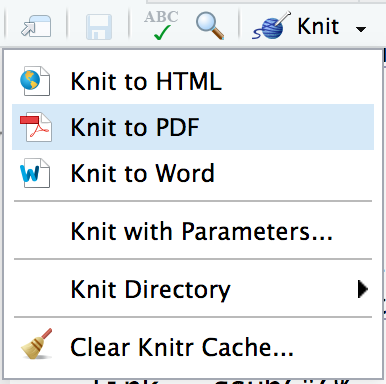 ABC
Knit
Knit to HTML
Knit to PDF
Knit to Word
Knit with Parameters...
Knit Directory
Clear Knitr Cache...